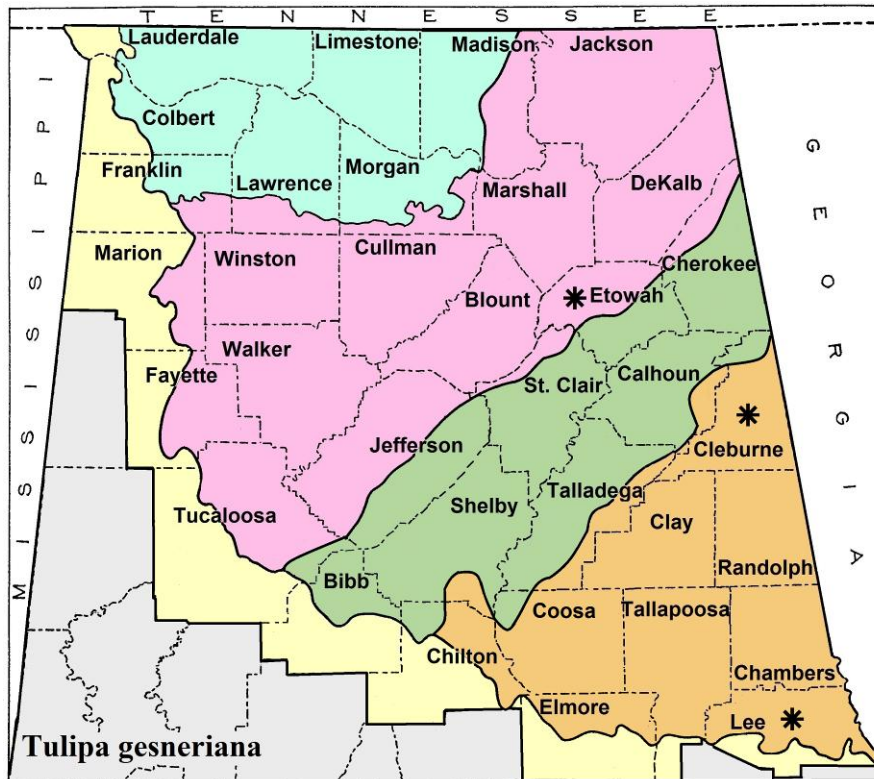 TENNESSEE
Lauderdale
Limestone
Madison
Jackson
Colbert
Franklin
Lawrence
Morgan
Marshall
DeKalb
Marion
Winston
Cullman
Cherokee
Blount
Etowah
Walker
Fayette
St. Clair
Calhoun
Jefferson
Cleburne
Tucaloosa
Shelby
Talladega
Clay
Bibb
Randolph
Coosa
Tallapoosa
Chilton
Chambers
Elmore
Lee
MISSISSIPPI
GEORGIA
Tulipa gesneriana